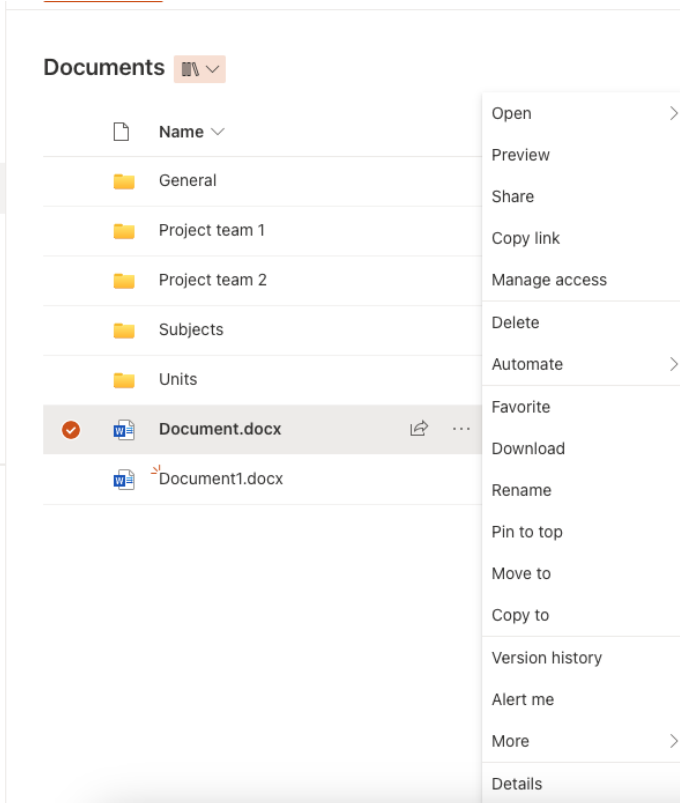 Documents
Name
General
Project team 1
Project team 2
Subjects
Units
Document.docx
Document1.docx
Open
Preview
Share
Copy link
Manage access
Delete
Automate
Favorite
Download
Rename
Pin to top
Move to
Copy to
Version history
Alert me
More
Details